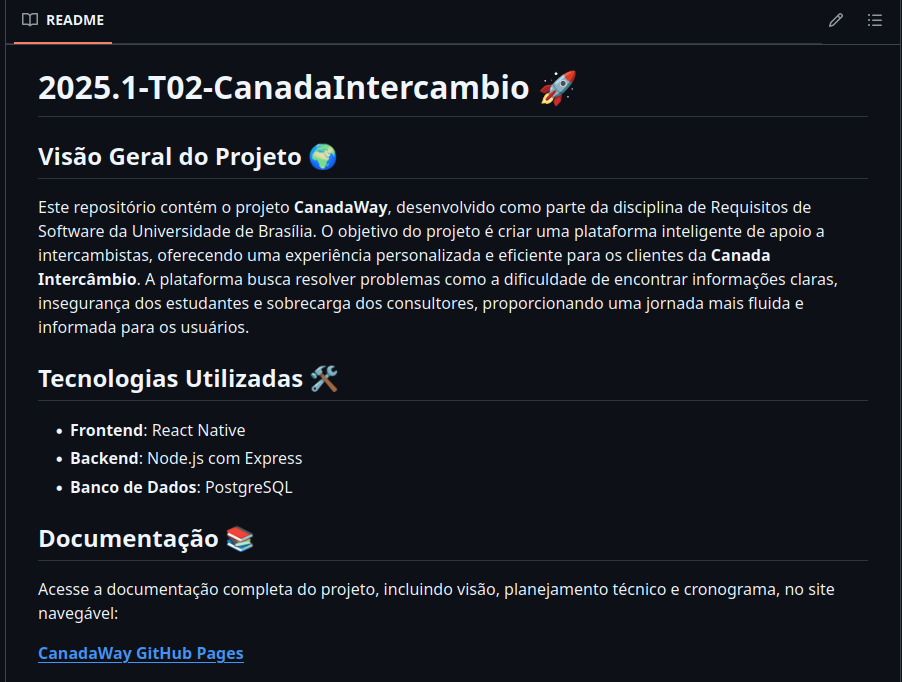 README
2025.1-T02-CanadaIntercambio 🚀
Visão Geral do Projeto 🌍
Este repositório contém o projeto CanadaWay, desenvolvido como parte da disciplina de Requisitos de
Software da Universidade de Brasília. O objetivo do projeto é criar uma plataforma inteligente de apoio a
intercambistas, oferecendo uma experiência personalizada e eficiente para os clientes da Canada
Intercâmbio. A plataforma busca resolver problemas como a dificuldade de encontrar informações claras,
insegurança dos estudantes e sobrecarga dos consultores, proporcionando uma jornada mais fluida e
informada para os usuários.
Tecnologias Utilizadas 🛠️
• Frontend: React Native
• Backend: Node.js com Express
• Banco de Dados: PostgreSQL
Documentação 📚
Acesse a documentação completa do projeto, incluindo visão, planejamento técnico e cronograma, no site
navegável:
CanadaWay GitHub Pages